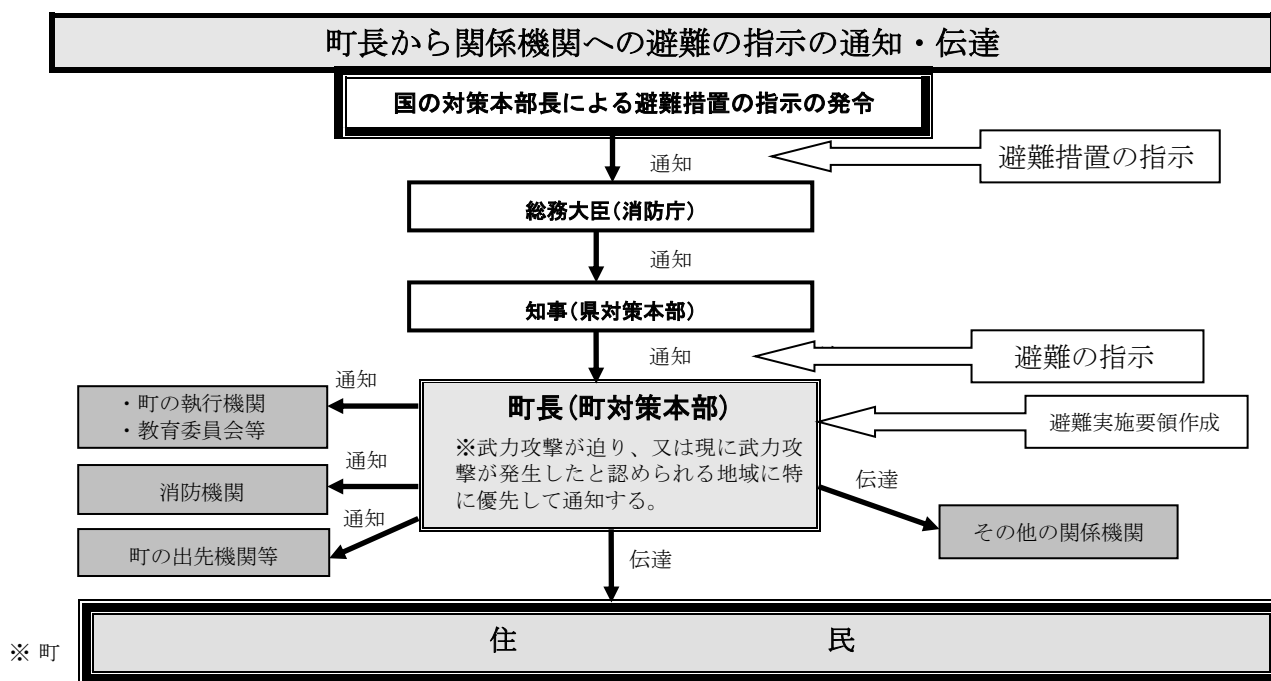 町長から関係機関への避難の指示の通知・伝達
国の対策本部長による避難措置の指示の発令
通知
避難措置の指示
総務大臣(消防庁)
通知
知事(県対策本部)
通知
避難の指示
通知
・町の執行機関
・教育委員会等
町長(町対策本部)
※武力攻撃が迫り、又は現に武力攻
撃が発生したと認められる地域に特
に優先して通知する。
避難実施要領作成
通知
消防機関
通知
町の出先機関等
伝達
その他の関係機関
伝達
住 民
※ 町